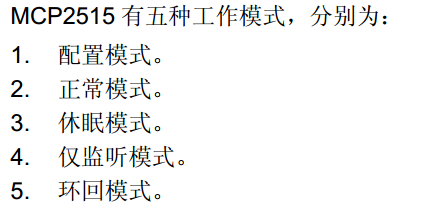 MCP2515 有五种工作模式，分别为：
1. 配置模式。
2. 正常模式。
3. 休眠模式。
4. 仅监听模式。
5. 环回模式。